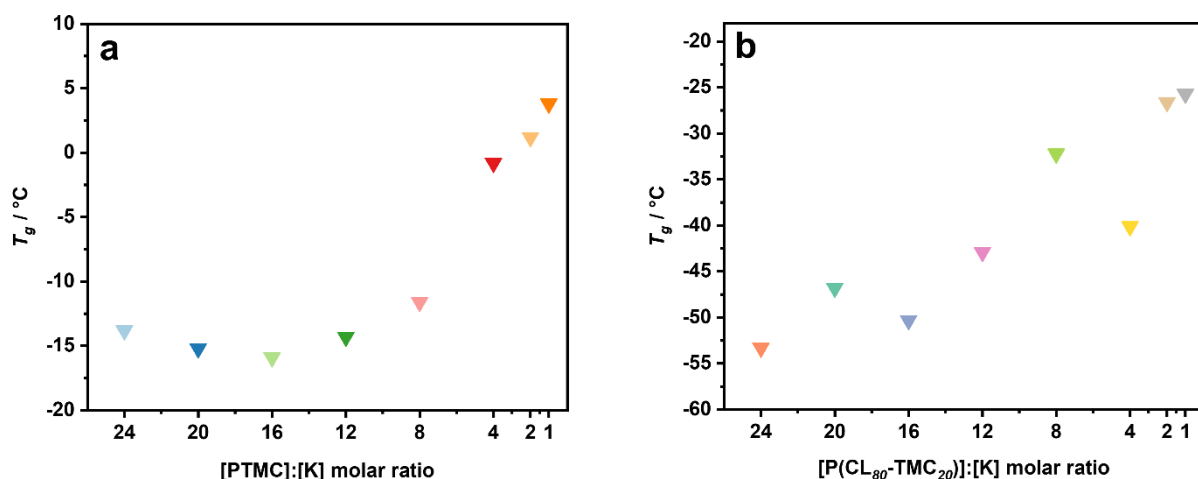 a
10
5
0
-5
-10
-15
-20
T_g / °C
24 20 16 12 8 4 2 1
[PTMC]:[K] molar ratio
b
-20
-25
-30
-35
-40
-45
-50
-55
-60
T_g / °C
24 20 16 12 8 4 2 1
[P(CL₈₀-TMC₂₀)]:[K] molar ratio